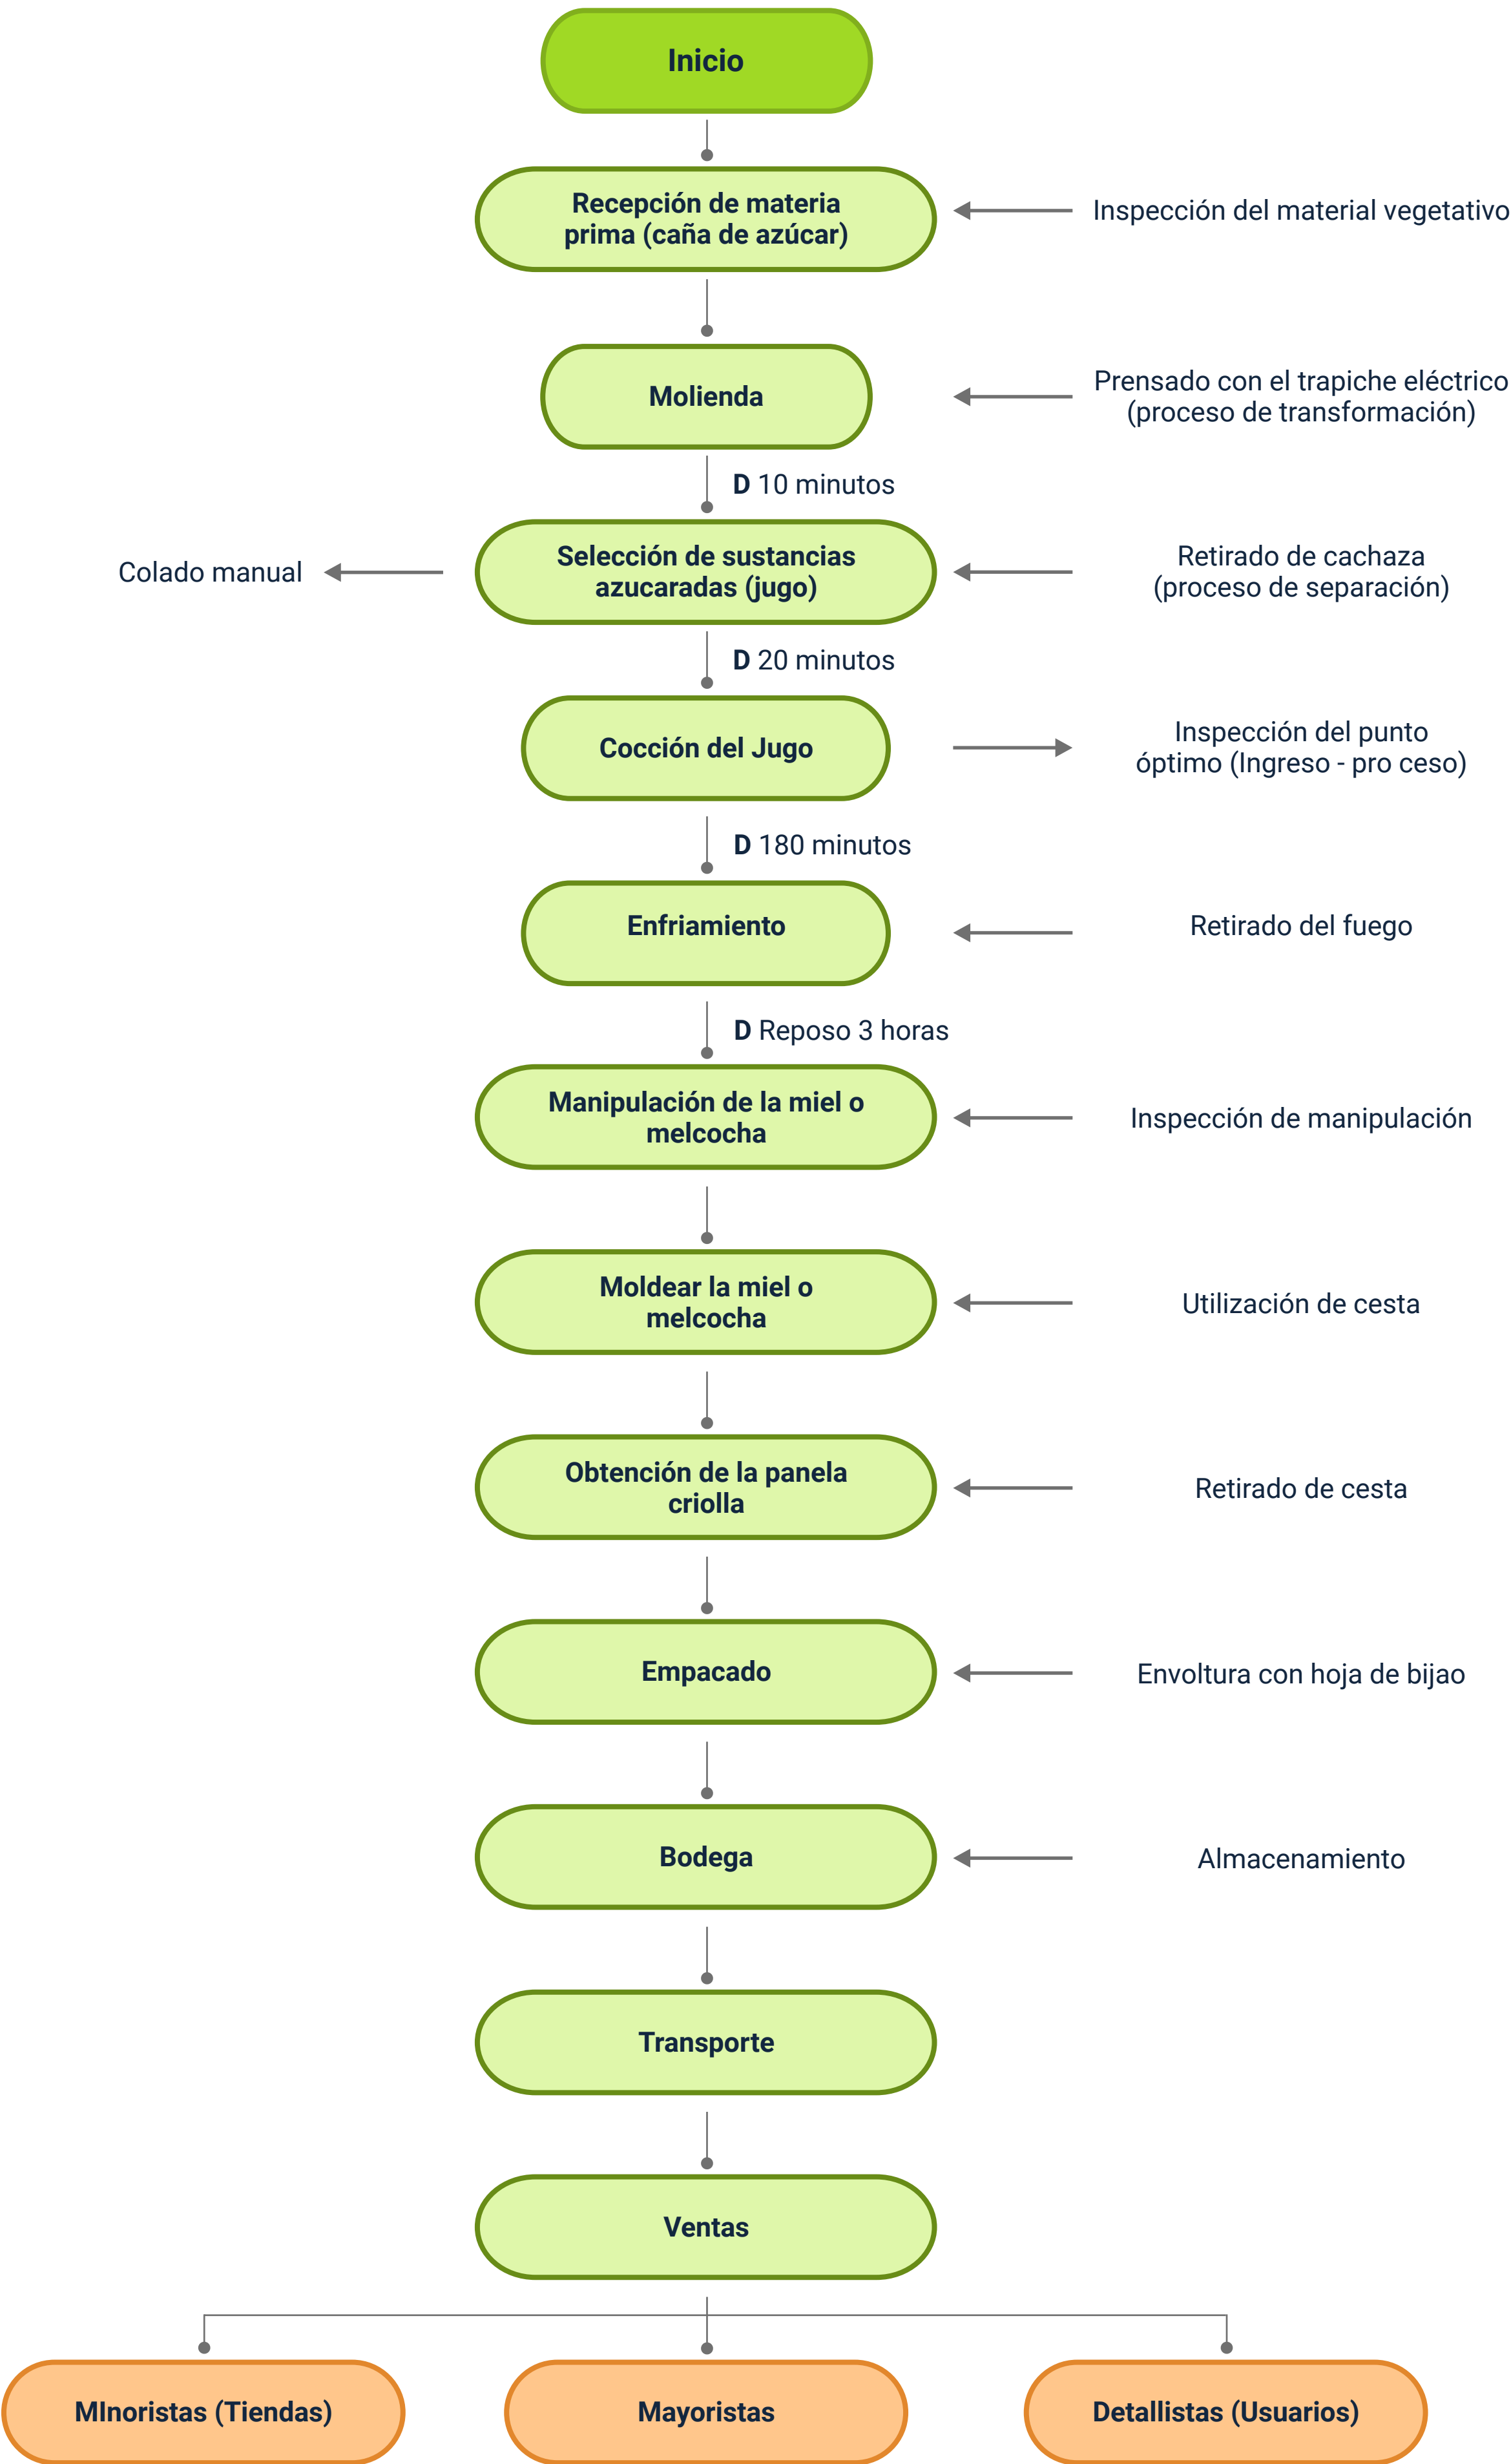 Inicio
Recepción de materia
prima (caña de azúcar)
Inspección del material vegetativo
Molienda
Prensado con el trapiche eléctrico
(proceso de transformación)
D 10 minutos
Colado manual
Selección de sustancias
azucaradas (jugo)
Retirado de cachaza
(proceso de separación)
D 20 minutos
Cocción del Jugo
Inspección del punto
óptimo (Ingreso - pro ceso)
D 180 minutos
Enfriamiento
Retirado del fuego
D Reposo 3 horas
Manipulación de la miel o
melcocha
Inspección de manipulación
Moldear la miel o
melcocha
Utilización de cesta
Obtención de la panela
criolla
Retirado de cesta
Empacado
Envoltura con hoja de bijao
Bodega
Almacenamiento
Transporte
Ventas
MInoristas (Tiendas)
Mayoristas
Detallistas (Usuarios)